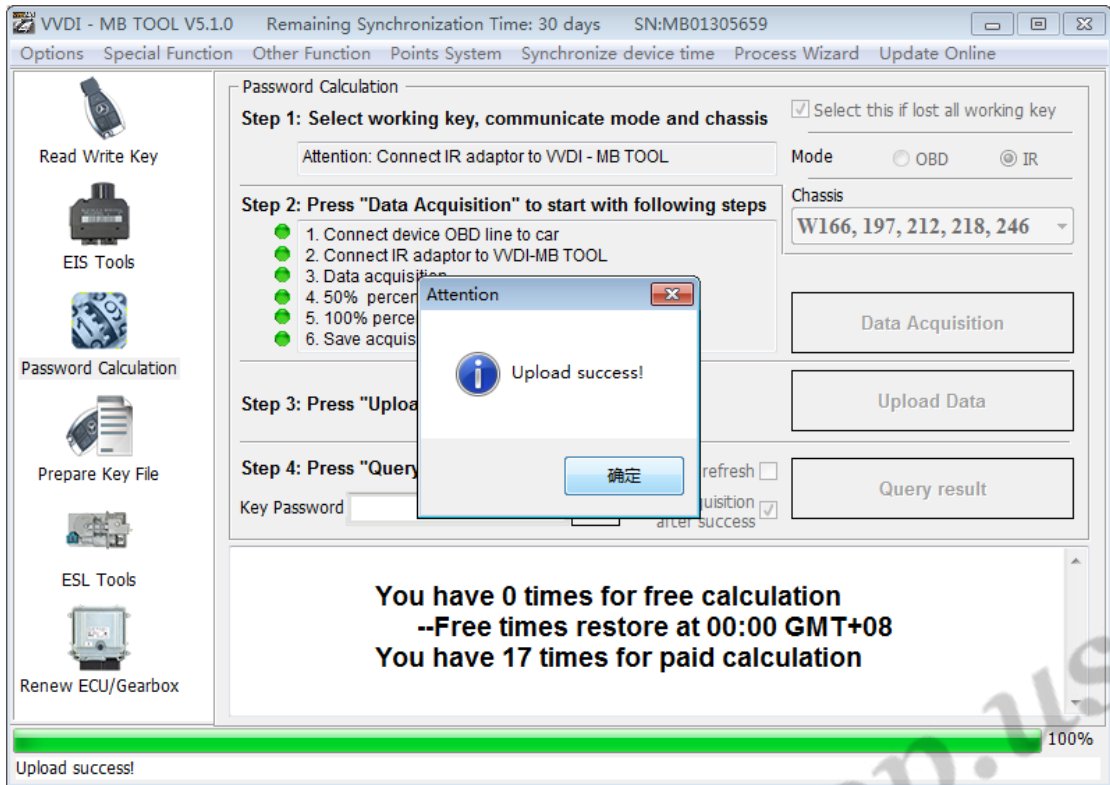 VVDI - MB TOOL V5.1.0 Remaining Synchronization Time: 30 days SN:MB01305659
Options Special Function Other Function Points System Synchronize device time Process Wizard Update Online
Read Write Key
EIS Tools
Password Calculation
Prepare Key File
ESL Tools
Renew ECU/Gearbox
Password Calculation
Step 1: Select working key, communicate mode and chassis
Select this if lost all working key
Attention: Connect IR adaptor to VVDI - MB TOOL
Mode OBD IR
Step 2: Press "Data Acquisition" to start with following steps
Chassis
W166, 197, 212, 218, 246
1. Connect device OBD line to car
2. Connect IR adaptor to VVDI-MB TOOL
3. Data acquisition
4. 50% percen
5. 100% perce
6. Save acquis
Data Acquisition
Attention
Upload success!
确定
Step 3: Press "Uploa
Upload Data
Step 4: Press "Query
refresh
Key Password
uisition
after success
Query result
You have 0 times for free calculation
--Free times restore at 00:00 GMT+08
You have 17 times for paid calculation
100%
Upload success!